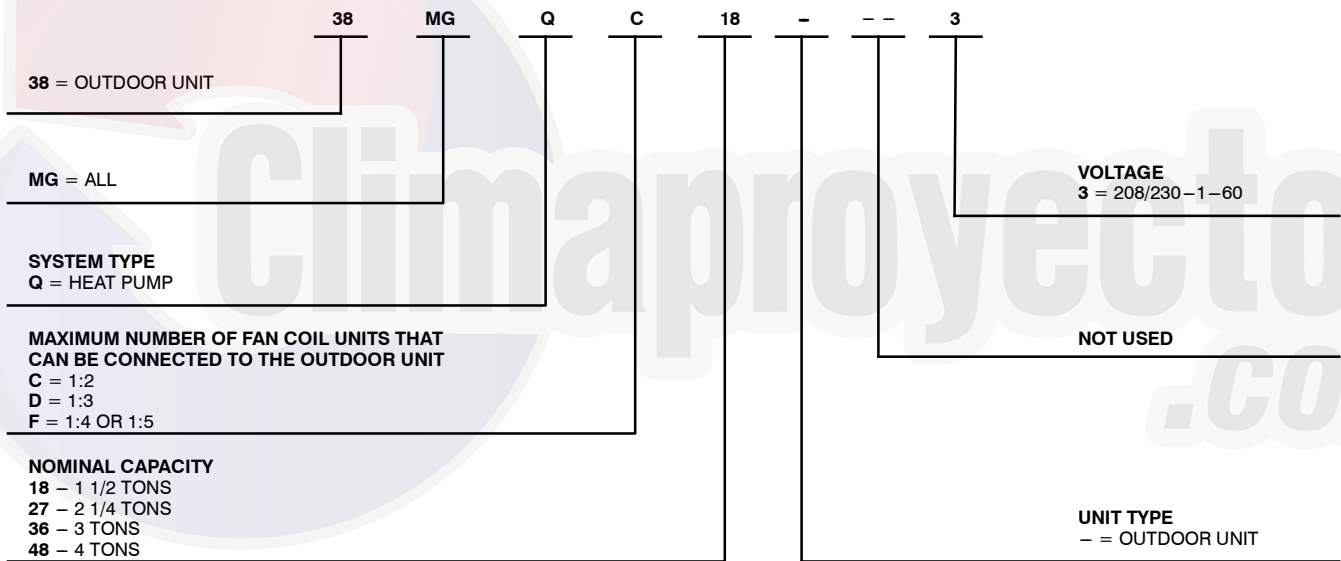 38 MG Q C 18 – – – 3
38 = OUTDOOR UNIT
MG = ALL
SYSTEM TYPE
Q = HEAT PUMP
MAXIMUM NUMBER OF FAN COIL UNITS THAT
CAN BE CONNECTED TO THE OUTDOOR UNIT
C = 1:2
D = 1:3
F = 1:4 OR 1:5
NOMINAL CAPACITY
18 – 1 1/2 TONS
27 – 2 1/4 TONS
36 – 3 TONS
48 – 4 TONS
VOLTAGE
3 = 208/230–1–60
NOT USED
UNIT TYPE
– = OUTDOOR UNIT
Climaproyecto
.co